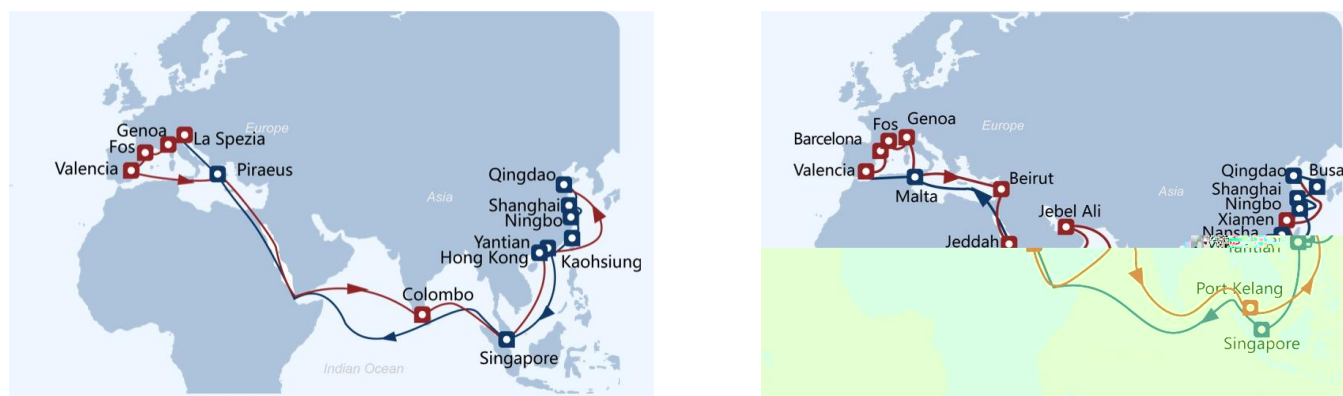 Genoa
Europe
Fos
La Spezia
Valencia
Piraeus
Qingdao
Asia
Shanghai
Ningbo
Yantian
Hong Kong
Kaohsiung
Colombo
Singapore
Indian Ocean
Fos
Genoa
Barcelona
Europe
Valencia
Malta
Beirut
Qingdao
Busa
Asia
Shanghai
Ningbo
Jebel Ali
Xiamen
Jeddah
Nansha
Port Kelang
Singapore